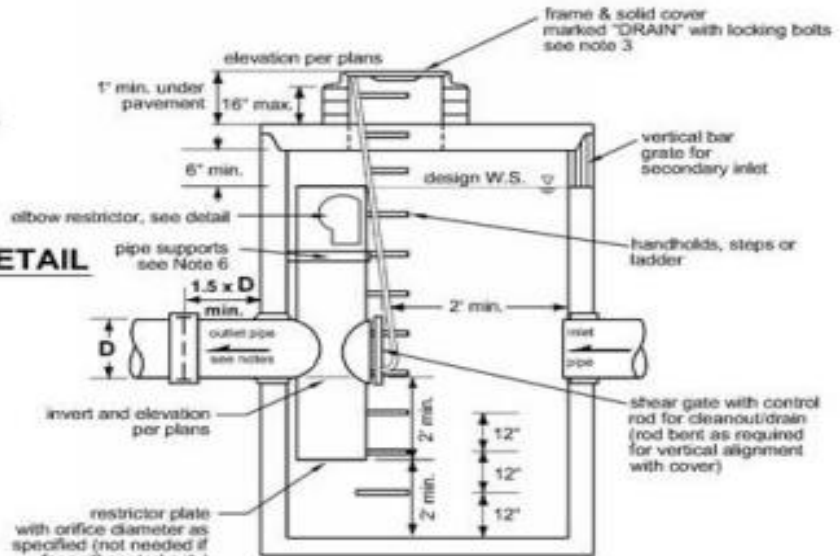 frame & solid cover
marked "DRAIN" with locking bolts
see note 3
elevation per plans
1" min. under
pavement
16" max.
vertical bar
grate for
secondary inlet
6" min.
design W.S.
elbow restrictor, see detail
handholds, steps or
ladder
ETAIL
pipe supports
see Note 6
1.5 x D
min.
2' min.
D
outlet pipe
see notes
inlet
pipe
invert and elevation
per plans
2' min.
shear gate with control
rod for cleanout/drain
(rod bent as required
for vertical alignment
with cover)
12"
12"
2' min.
12"
restrictor plate
with orifice diameter as
specified (not needed if